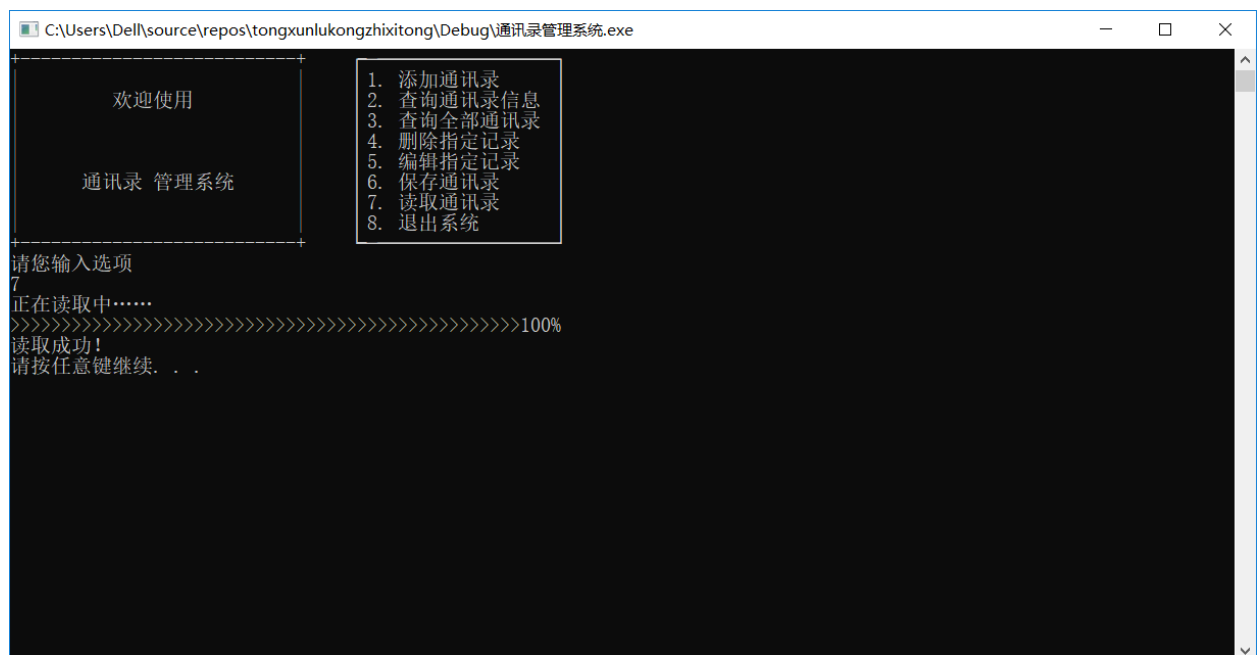 C:\Users\Dell\source\repos\tongxunlukongzhixitong\Debug\通讯录管理系统.exe
欢迎使用
通讯录 管理系统
1. 添加通讯录
2. 查询通讯录信息
3. 查询全部通讯录
4. 删除指定记录
5. 编辑指定记录
6. 保存通讯录
7. 读取通讯录
8. 退出系统
请您输入选项
7
正在读取中……
>>>>>>>>>>>>>>>>>>>>>>>>>>>>>>>>>>>>>>>>>>>>>>>>>>100%
读取成功!
请按任意键继续. . .